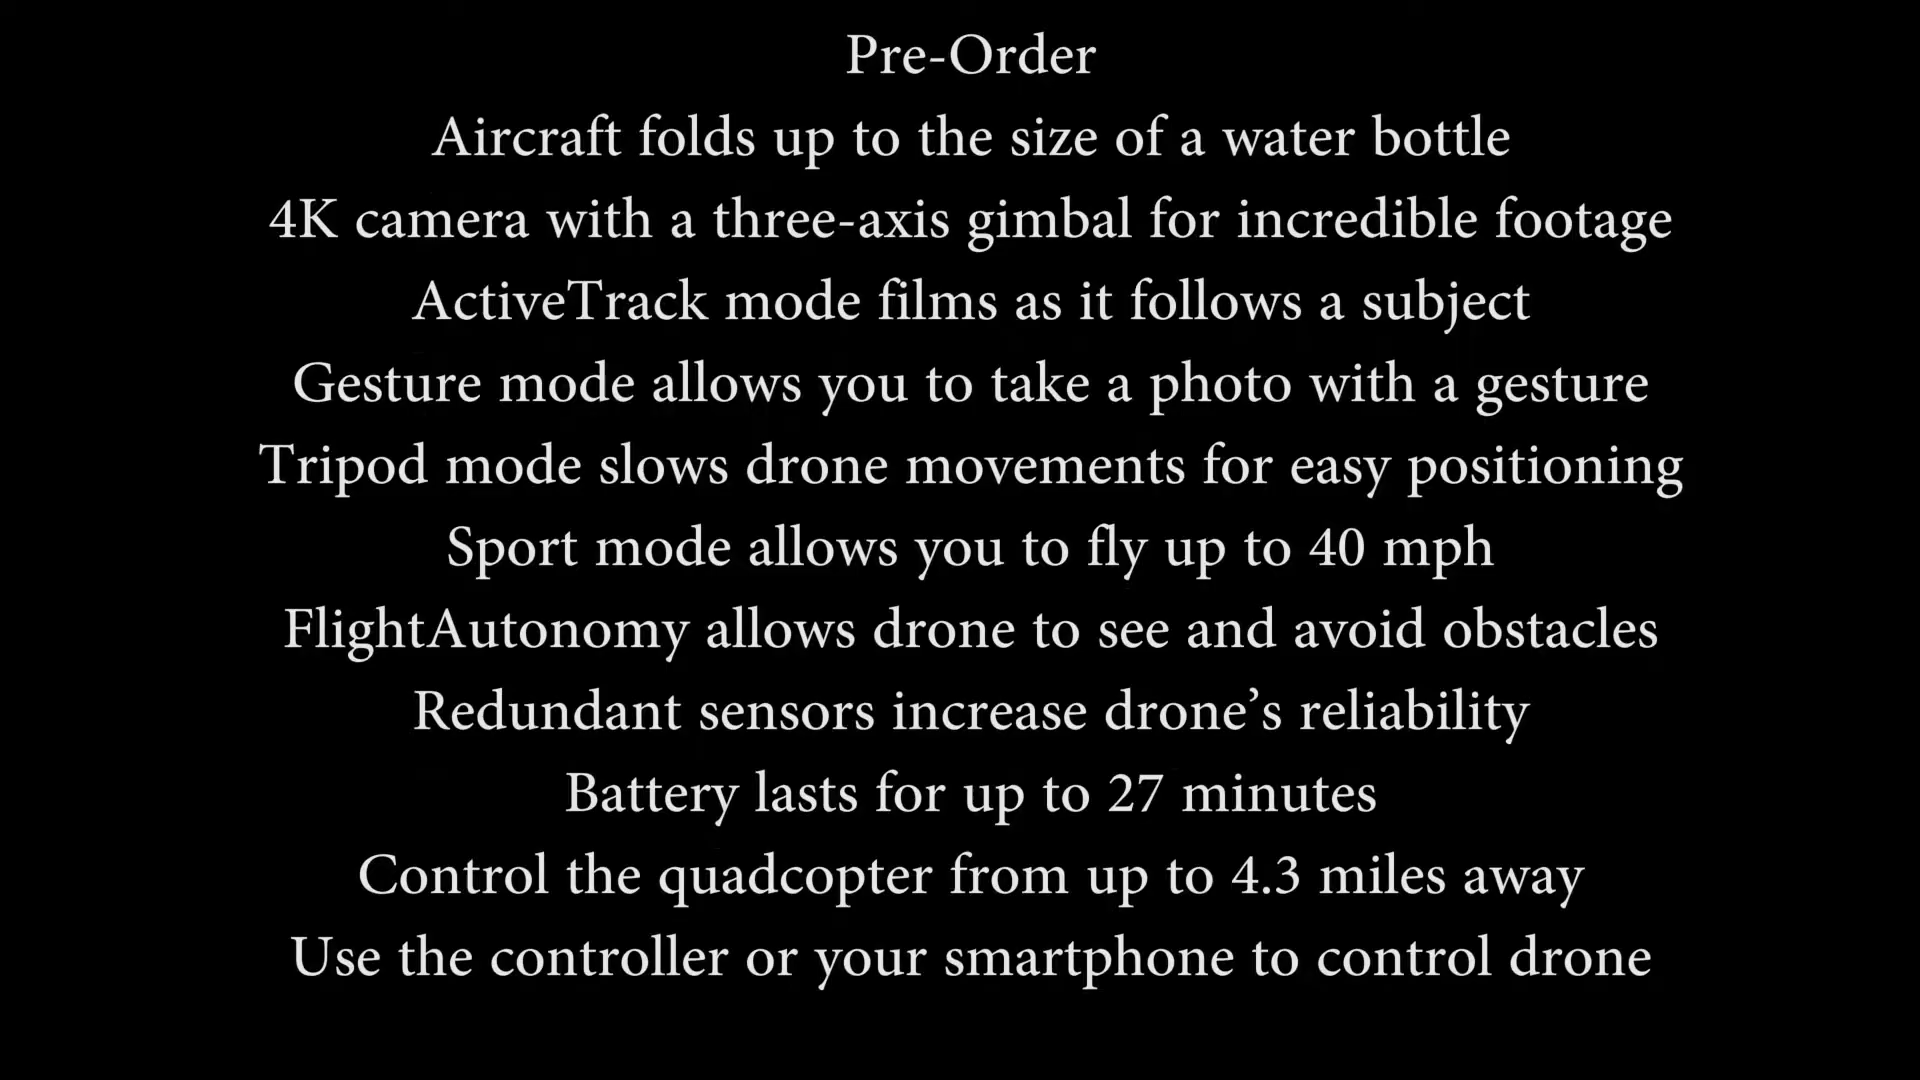 Pre-Order
Aircraft folds up to the size of a water bottle
4K camera with a three-axis gimbal for incredible footage
ActiveTrack mode films as it follows a subject
Gesture mode allows you to take a photo with a gesture
Tripod mode slows drone movements for easy positioning
Sport mode allows you to fly up to 40 mph
FlightAutonomy allows drone to see and avoid obstacles
Redundant sensors increase drone’s reliability
Battery lasts for up to 27 minutes
Control the quadcopter from up to 4.3 miles away
Use the controller or your smartphone to control drone